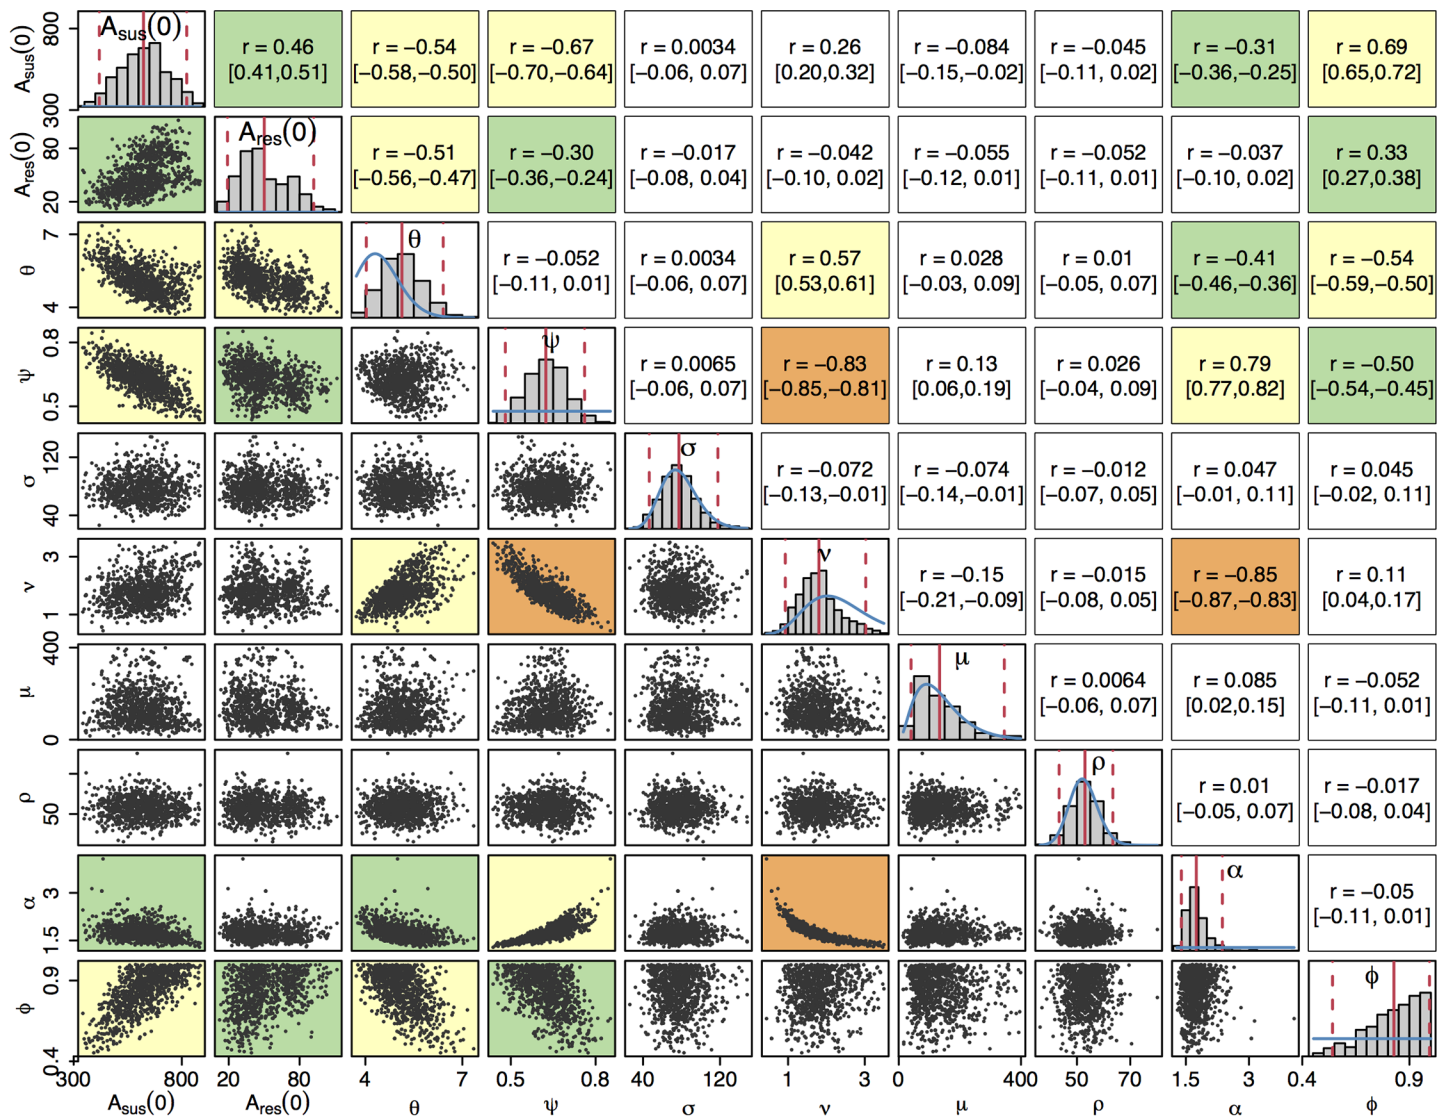 A_sus(0)
800
300
A_sus(0)
r = 0.46
[0.41,0.51]
r = −0.54
[−0.58,−0.50]
r = −0.67
[−0.70,−0.64]
r = 0.0034
[−0.06, 0.07]
r = 0.26
[0.20,0.32]
r = −0.084
[−0.15,−0.02]
r = −0.045
[−0.11, 0.02]
r = −0.31
[−0.36,−0.25]
r = 0.69
[0.65,0.72]
A_res(0)
3
80
20
A_res(0)
r = −0.51
[−0.56,−0.47]
r = −0.30
[−0.36,−0.24]
r = −0.017
[−0.08, 0.04]
r = −0.042
[−0.10, 0.02]
r = −0.055
[−0.12, 0.01]
r = −0.052
[−0.11, 0.01]
r = −0.037
[−0.10, 0.02]
r = 0.33
[0.27,0.38]
θ
7
4
θ
r = −0.052
[−0.11, 0.01]
r = 0.0034
[−0.06, 0.07]
r = 0.57
[0.53,0.61]
r = 0.028
[−0.03, 0.09]
r = 0.01
[−0.05, 0.07]
r = −0.41
[−0.46,−0.36]
r = −0.54
[−0.59,−0.50]
ψ
0.8
0.5
ψ
r = 0.0065
[−0.06, 0.07]
r = −0.83
[−0.85,−0.81]
r = 0.13
[0.06,0.19]
r = 0.026
[−0.04, 0.09]
r = 0.79
[0.77,0.82]
r = −0.50
[−0.54,−0.45]
σ
120
40
σ
r = −0.072
[−0.13,−0.01]
r = −0.074
[−0.14,−0.01]
r = −0.012
[−0.07, 0.05]
r = 0.047
[−0.01, 0.11]
r = 0.045
[−0.02, 0.11]
ν
3
1
ν
r = −0.15
[−0.21,−0.09]
r = −0.015
[−0.08, 0.05]
r = −0.85
[−0.87,−0.83]
r = 0.11
[0.04,0.17]
μ
400
0
μ
r = 0.0064
[−0.06, 0.07]
r = 0.085
[0.02,0.15]
r = −0.052
[−0.11, 0.01]
ρ
50
ρ
r = 0.01
[−0.05, 0.07]
r = −0.017
[−0.08, 0.04]
α
3
1.5
α
r = −0.05
[−0.11, 0.01]
φ
0.9
0.4
φ
300 800 20 80 4 7 0.5 0.8 40 120 1 3 0 400 50 70 1.5 3 0.4 0.9
A_sus(0) A_res(0) θ ψ σ ν μ ρ α φ